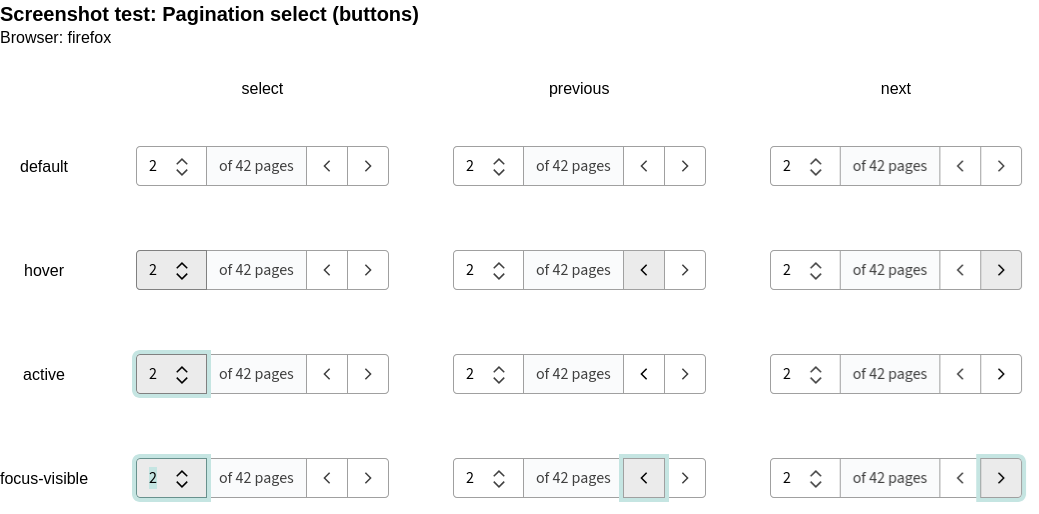 Screenshot test: Pagination select (buttons)
Browser: firefox
select previous next
default 2 of 42 pages 2 of 42 pages 2 of 42 pages
hover 2 of 42 pages 2 of 42 pages 2 of 42 pages
active 2 of 42 pages 2 of 42 pages 2 of 42 pages
focus-visible 2 of 42 pages 2 of 42 pages 2 of 42 pages